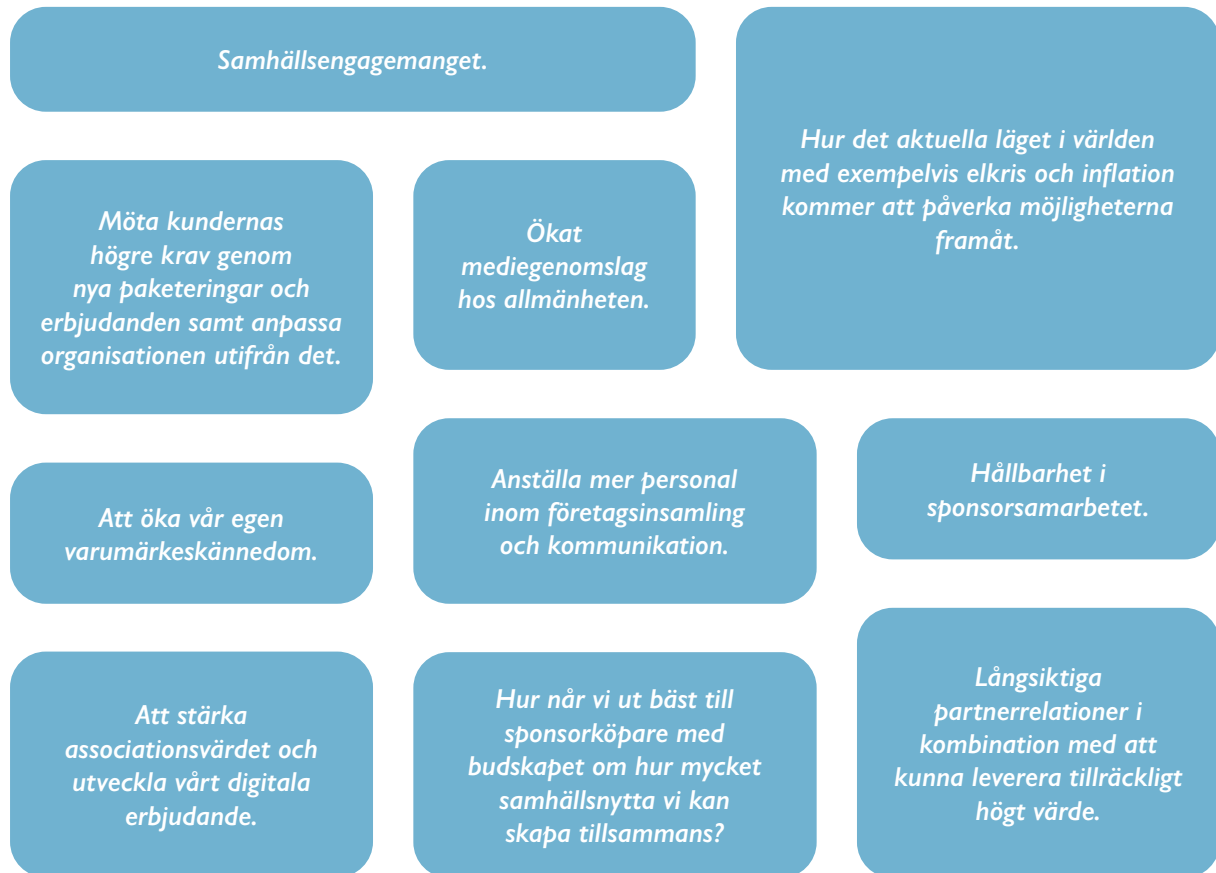 Samhällsengagemanget.
Hur det aktuella läget i världen
med exempelvis elkris och inflation
kommer att påverka möjligheterna
framåt.
Möta kundernas
högre krav genom
nya paketeringar och
erbjudanden samt anpassa
organisationen utifrån det.
Ökat
mediegenomslag
hos allmänheten.
Att öka vår egen
varumärkeskännedom.
Anställa mer personal
inom företagsinsamling
och kommunikation.
Hållbarhet i
sponsorsamarbetet.
Att stärka
associationsvärdet och
utveckla vårt digitala
erbjudande.
Hur når vi ut bäst till
sponsorköpare med
budskapet om hur mycket
samhällsnytta vi kan
skapa tillsammans?
Långsiktiga
partnerrelationer i
kombination med att
kunna leverera tillräckligt
högt värde.